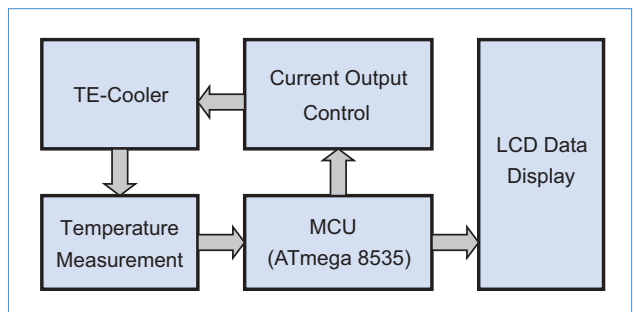 TE-Cooler
Current Output
Control
LCD Data
Display
Temperature
Measurement
MCU
(ATmega 8535)